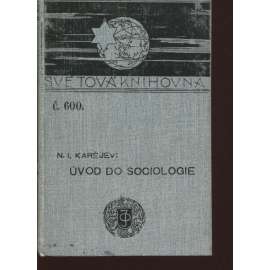 SVĚTOVÁ KNIHOVNA
č. 600.
N. I. KARĚJEV:
ÚVOD DO SOCIOLOGIE